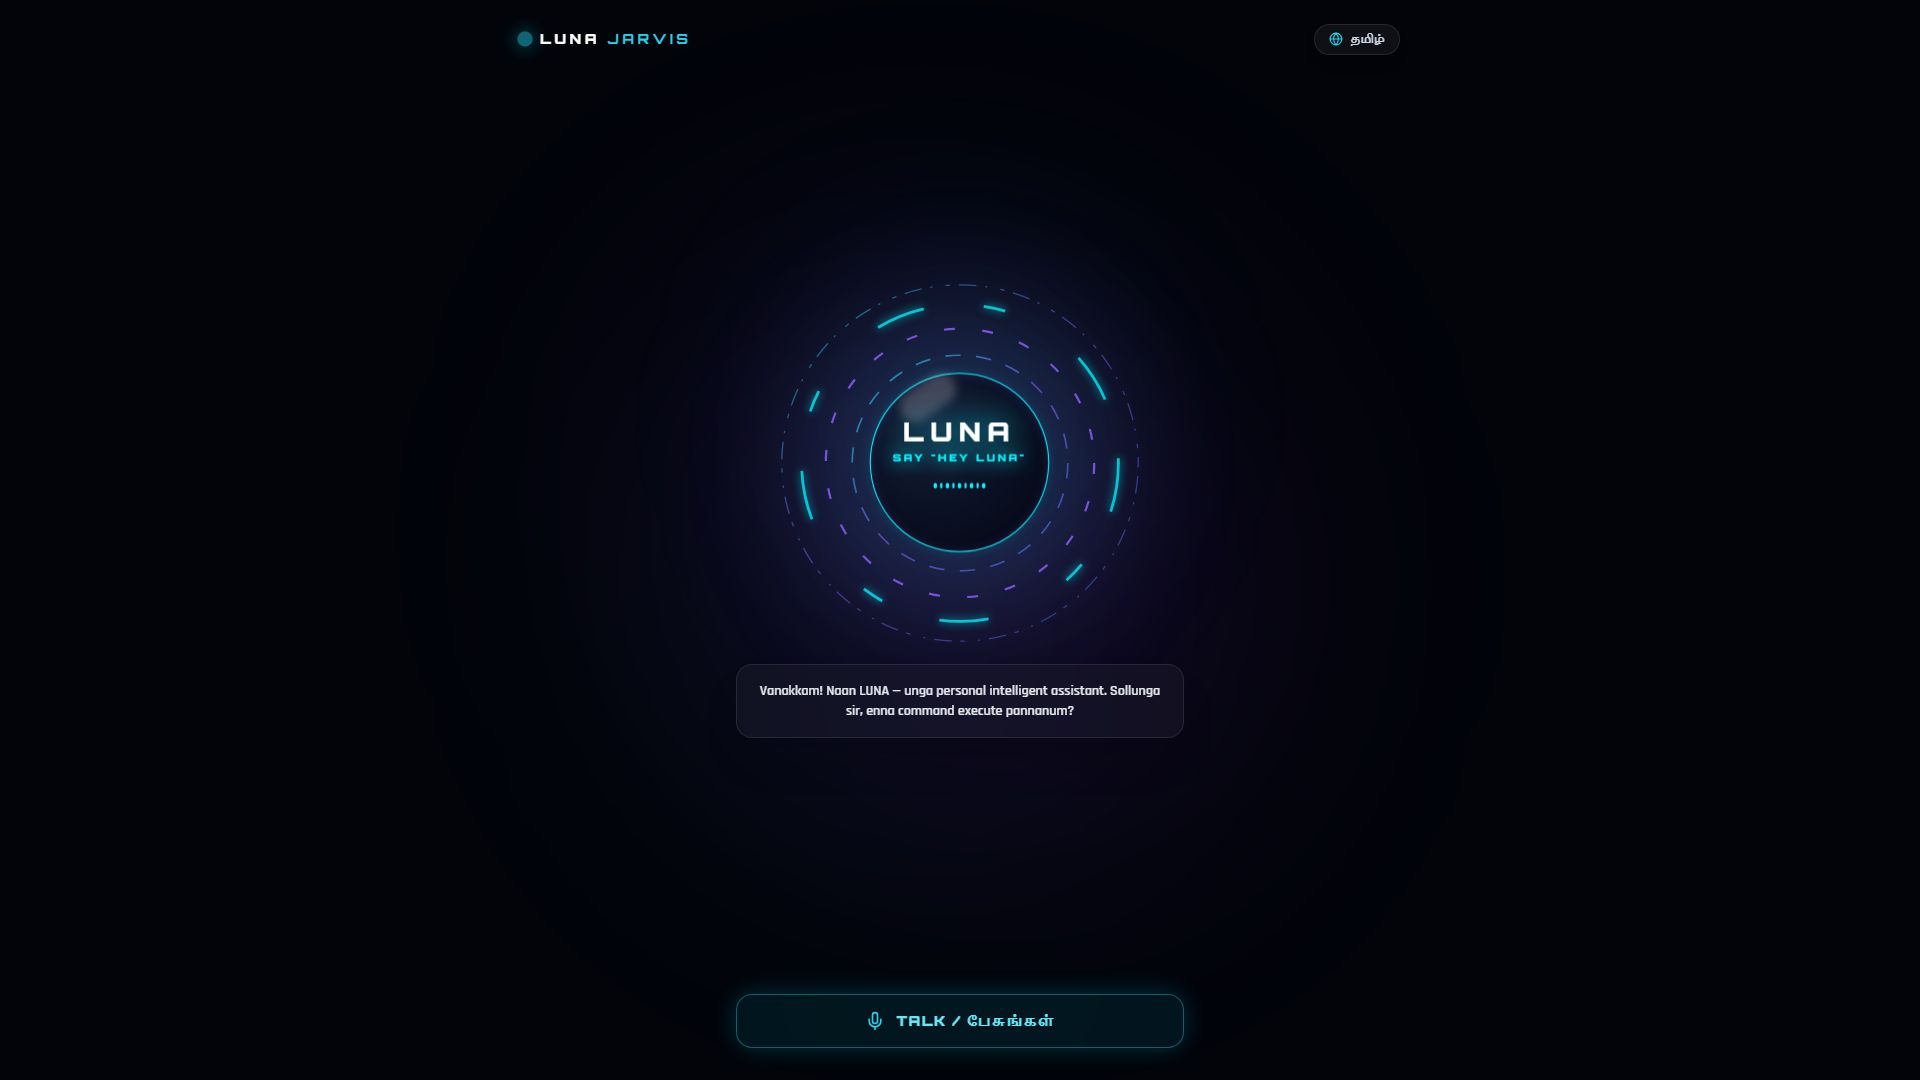 LUNA JARVIS
தமிழ்
LUNA
SAY "HEY LUNA"
Vanakkam! Naan LUNA — unga personal intelligent assistant. Sollunga
sir, enna command execute pannanum?
TALK / பேசுங்கள்